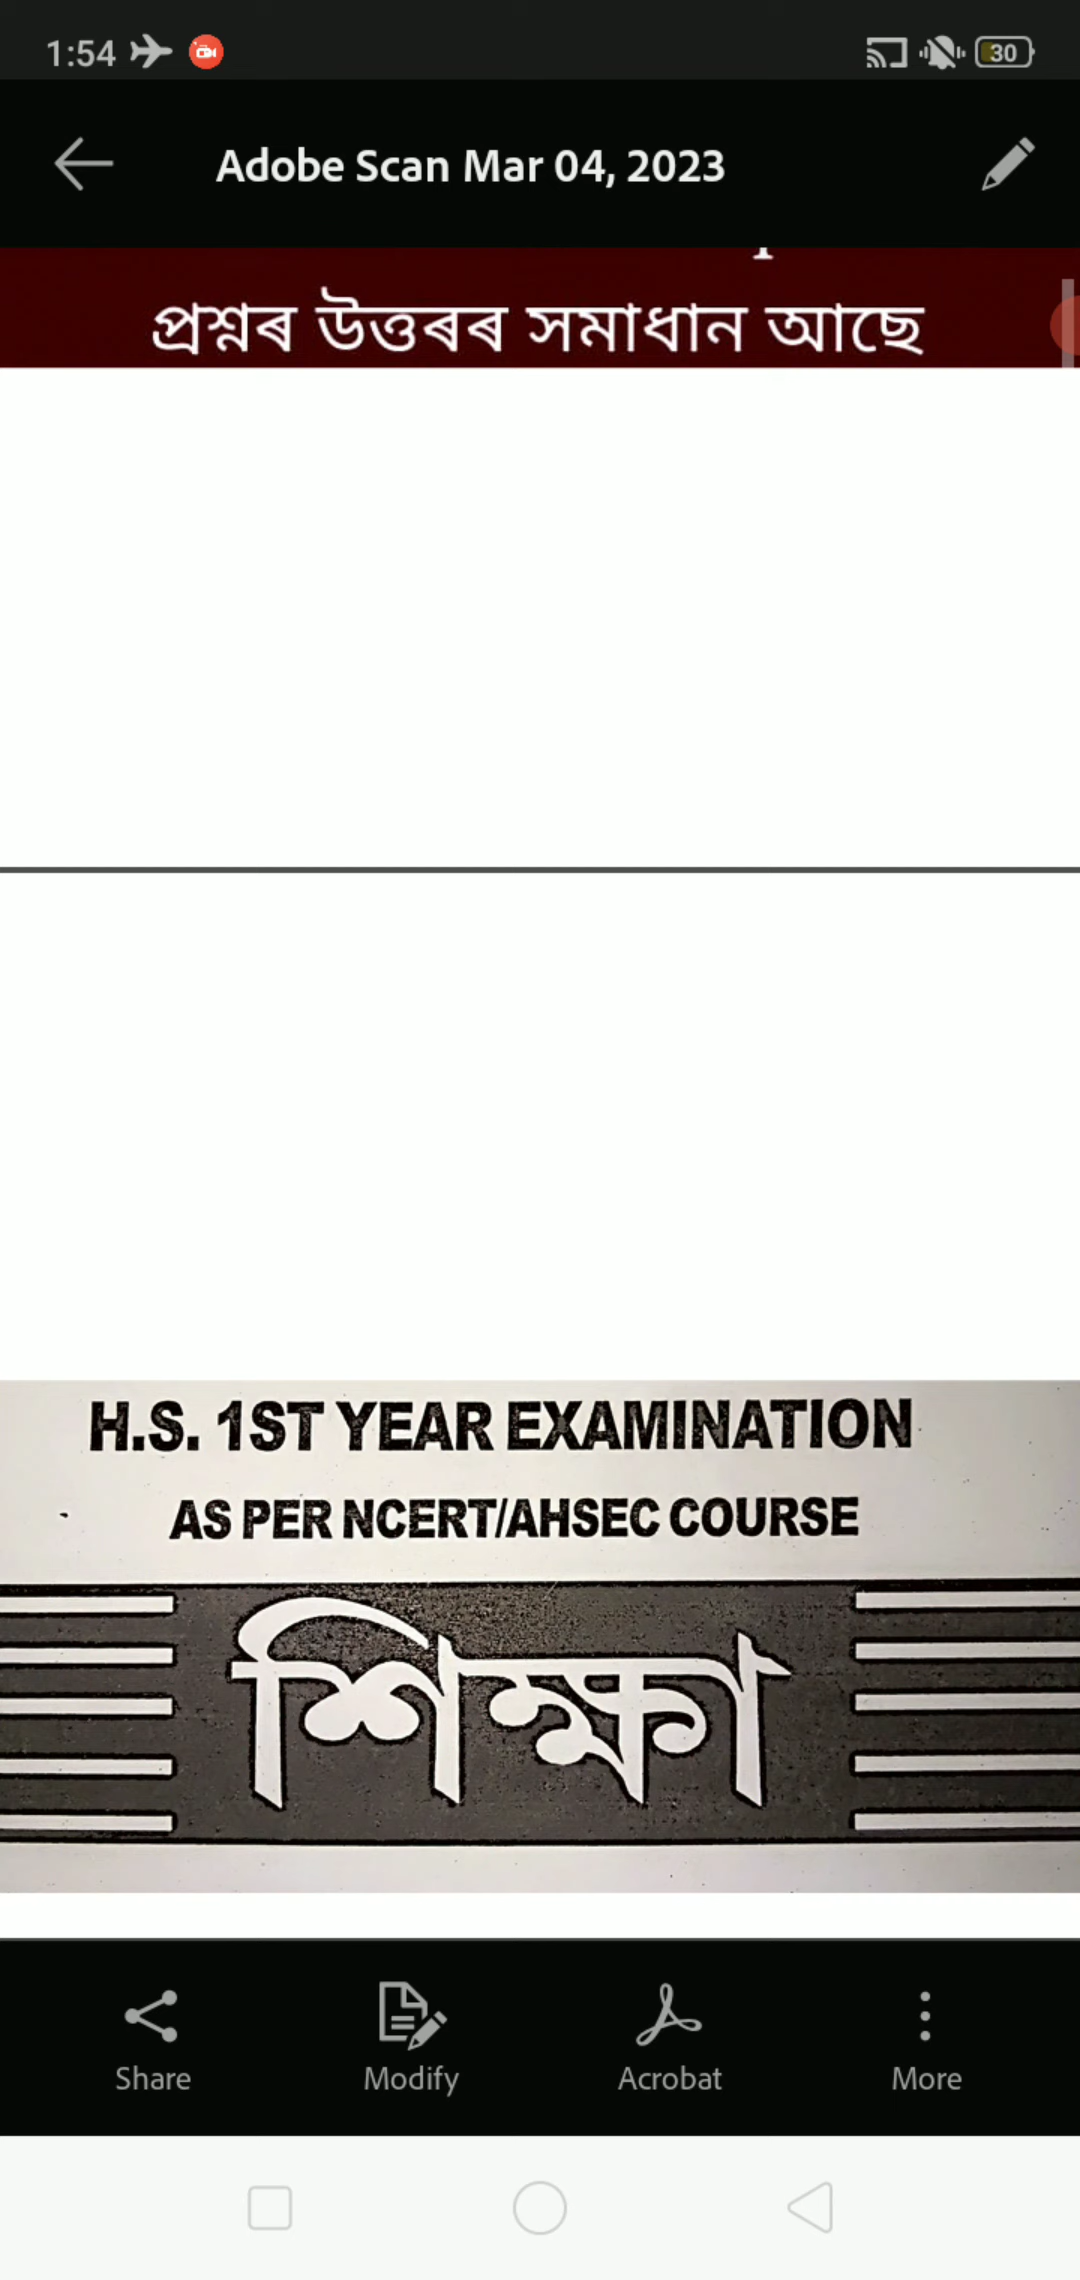 1:54
30
Adobe Scan Mar 04, 2023
প্ৰশ্নৰ উত্তৰৰ সমাধান আছে
H.S. 1ST YEAR EXAMINATION
AS PER NCERT/AHSEC COURSE
শিক্ষা
Share Modify Acrobat More